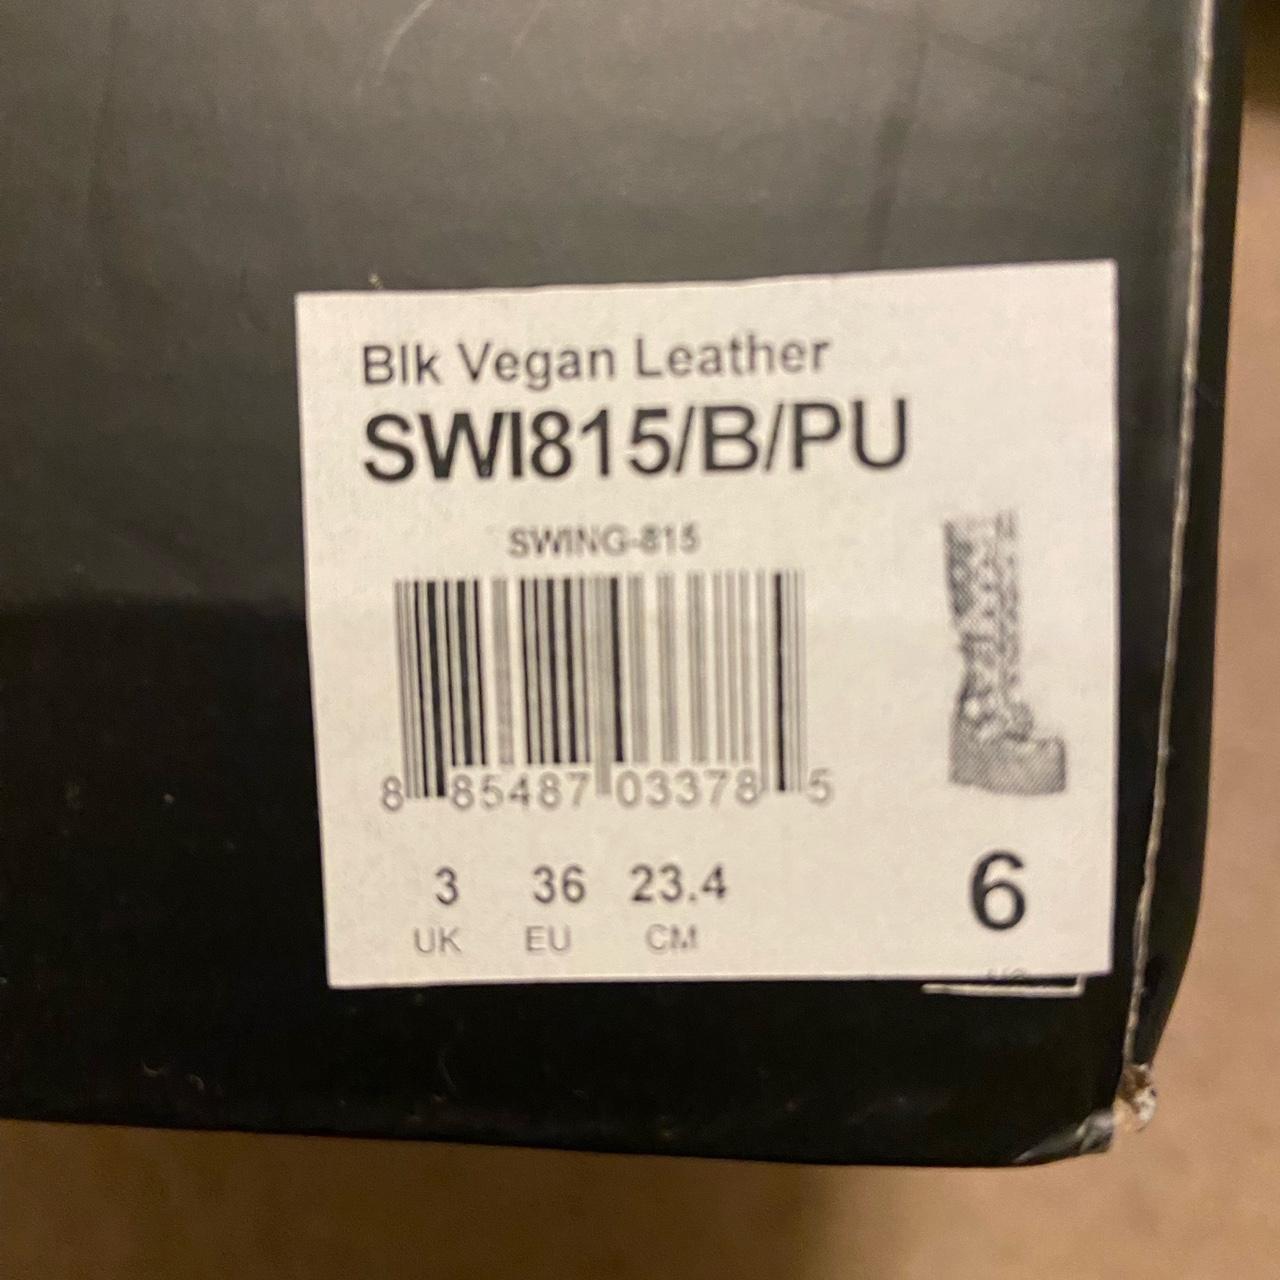 Blk Vegan Leather
SWI815/B/PU
SWING-815
8 85487 03378 5
3 36 23.4
UK EU CM
6